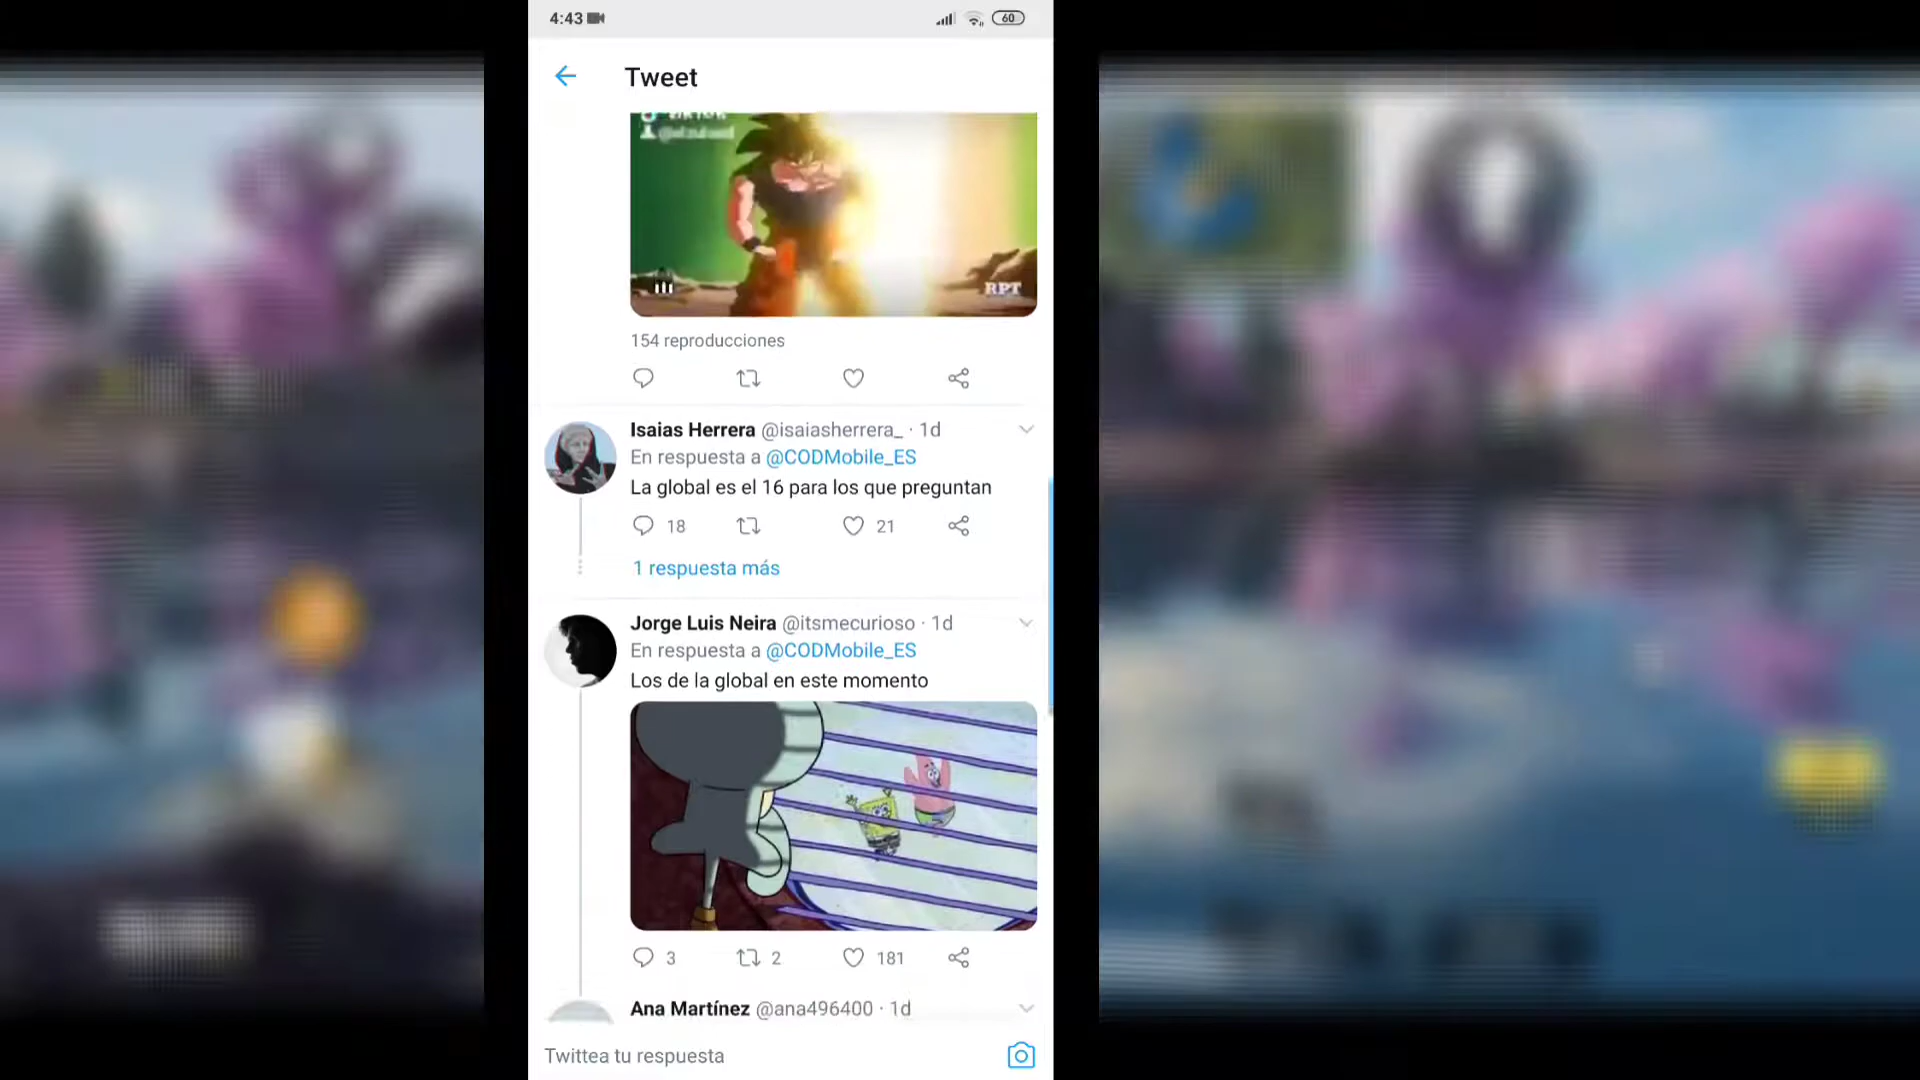 4:43
60
Tweet
RPT
154 reproducciones
Isaias Herrera @isaiasherrera_ · 1d
En respuesta a @CODMobile_ES
La global es el 16 para los que preguntan
18
21
1 respuesta más
Jorge Luis Neira @itsmecurioso · 1d
En respuesta a @CODMobile_ES
Los de la global en este momento
3
2
181
Ana Martínez @ana496400 · 1d
Twittea tu respuesta